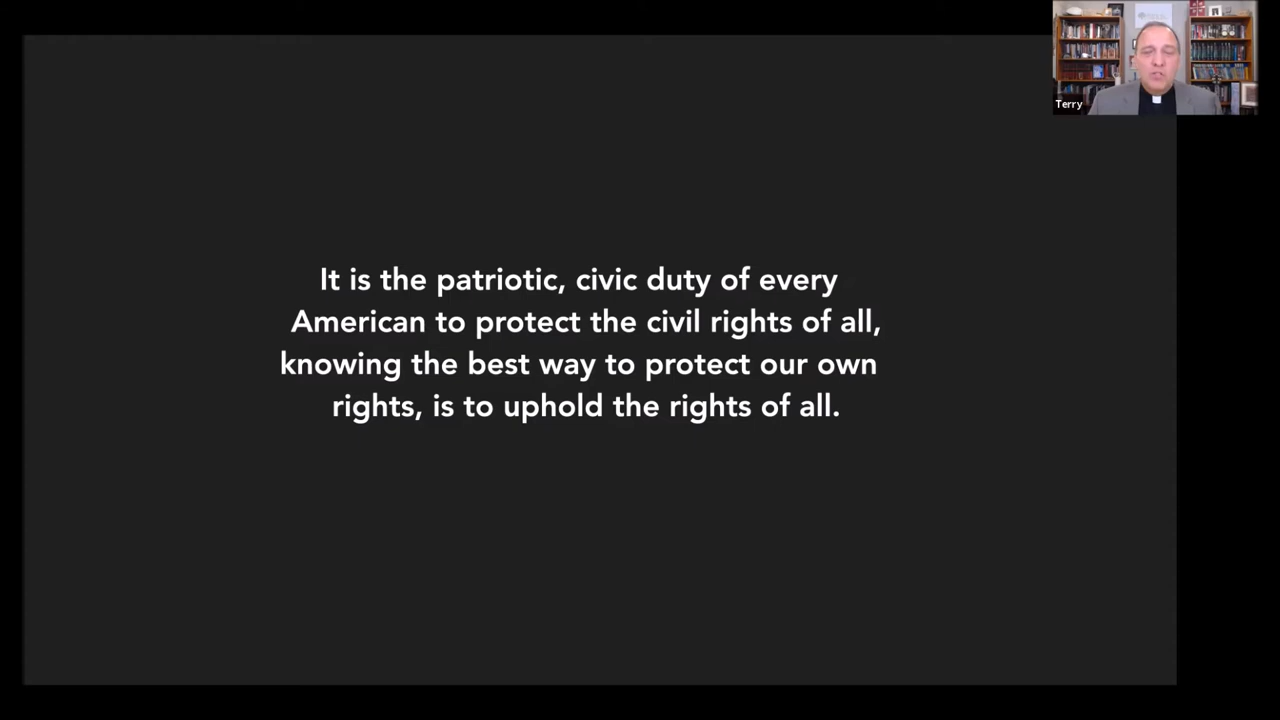 Terry
It is the patriotic, civic duty of every
American to protect the civil rights of all,
knowing the best way to protect our own
rights, is to uphold the rights of all.